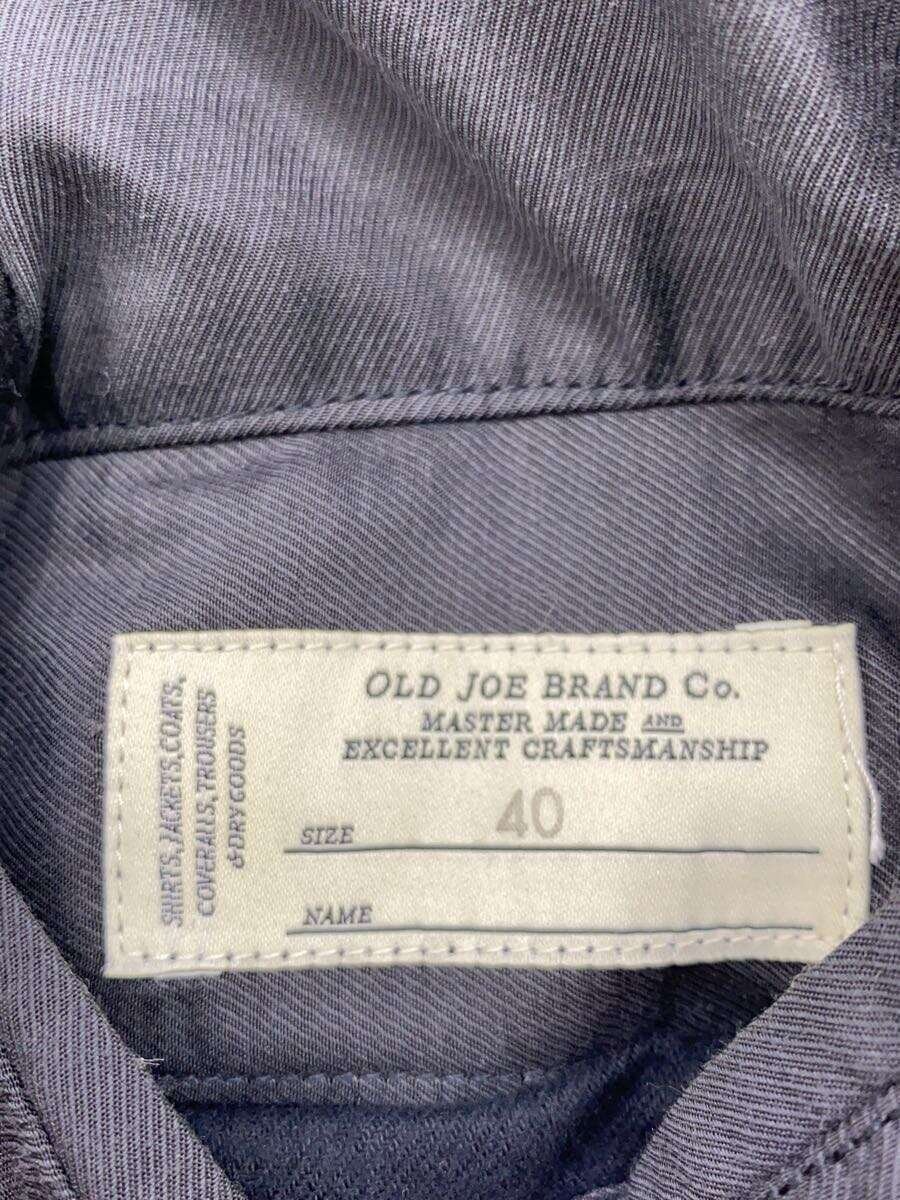 OLD JOE BRAND Co.
MASTER MADE AND
EXCELLENT CRAFTSMANSHIP
SIZE 40
NAME
SHIRTS, JACKETS, COATS,
COVERALLS, TROUSERS
& DRY GOODS